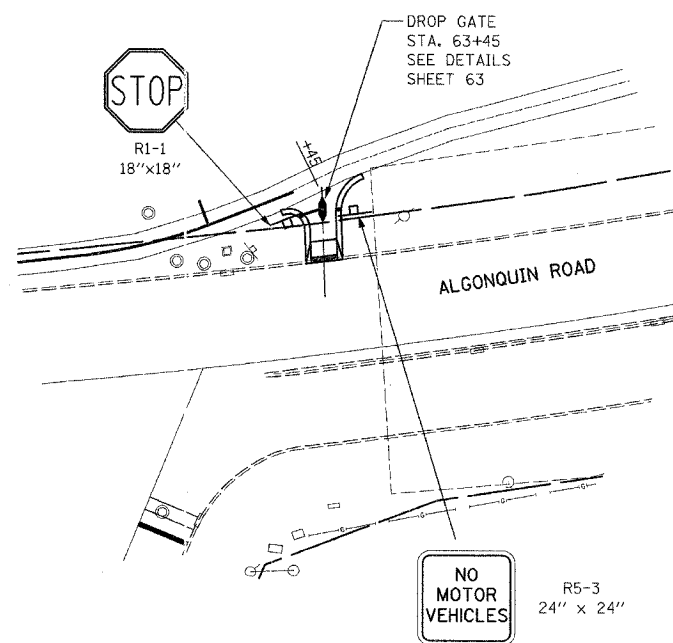 DROP GATE
STA. 63+45
SEE DETAILS
SHEET 63
STOP
R1-1
18"x18"
+45
ALGONQUIN ROAD
G
G
G
G
NO
MOTOR
VEHICLES
R5-3
24" x 24"